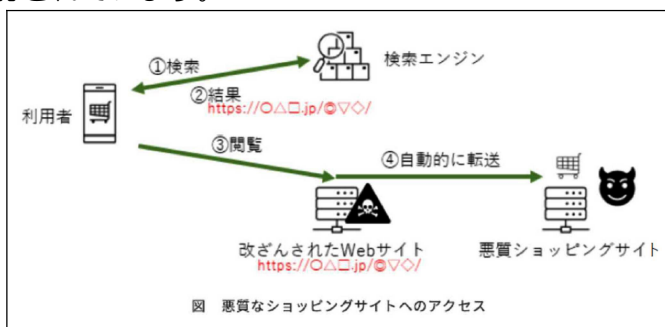 ①検索
検索エンジン
②結果
https://〇△□.jp/◎▽◇/
利用者
③閲覧
④自動的に転送
改ざんされたWebサイト
https://〇△□.jp/◎▽◇/
悪質ショッピングサイト
図 悪質なショッピングサイトへのアクセス